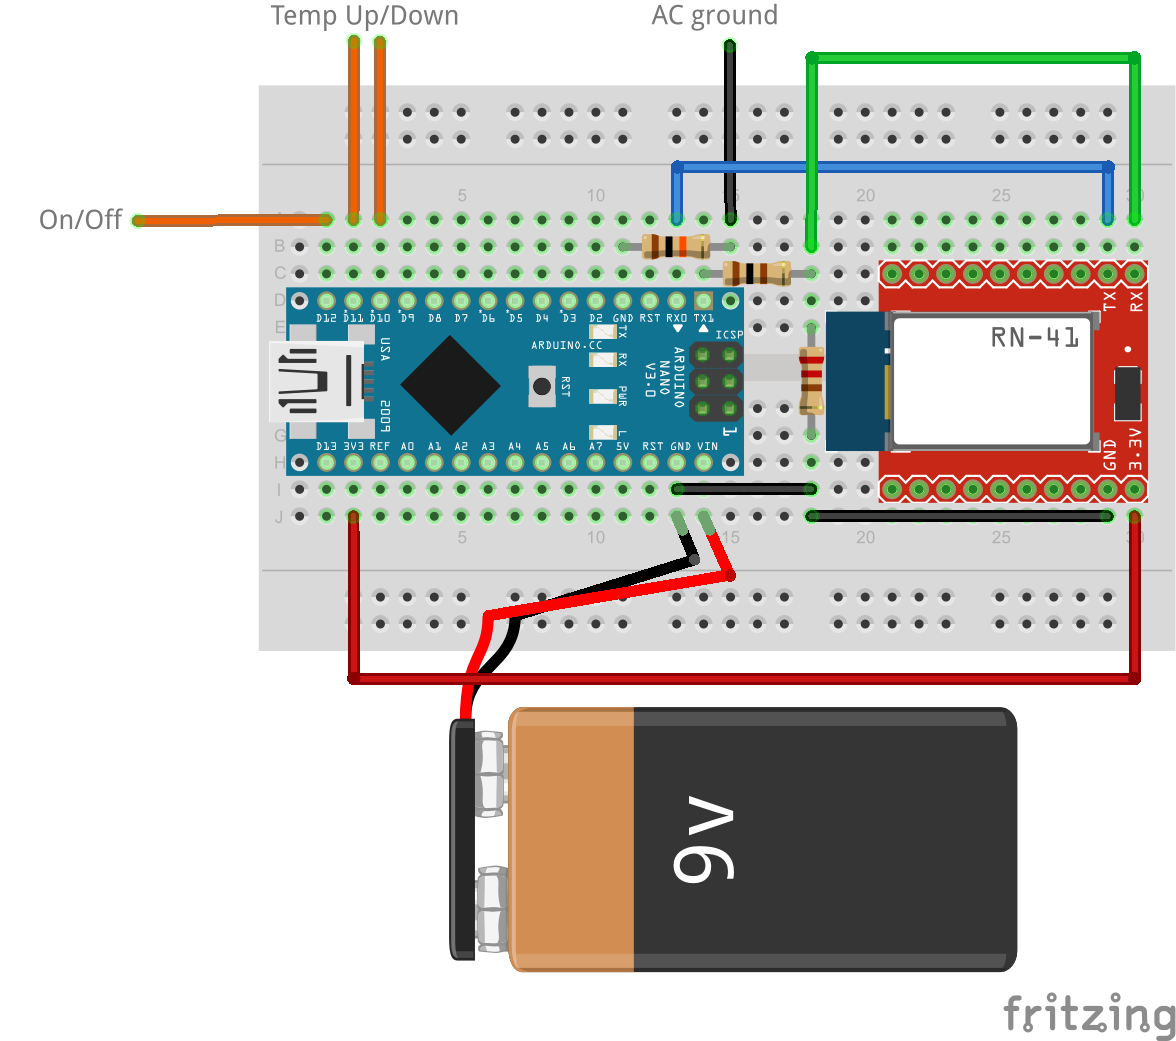 Temp Up/Down
AC ground
On/Off
5 10 15 20 25 30
A
B
C
D
E
G
H
I
J
D12 D11 D10 D9 D8 D7 D6 D5 D4 D3 D2 GND RST RX0 TX1
TX
RX
PWR
L
ICSP
1
USA
2009
ARDUINO.CC
RST
ARDUINO
NANO
V3.0
D13 3V3 REF A0 A1 A2 A3 A4 A5 A6 A7 5V RST GND VIN
TX
RX
RN-41
GND
3.3V
5 10 15 20 25 30
9v
fritzing